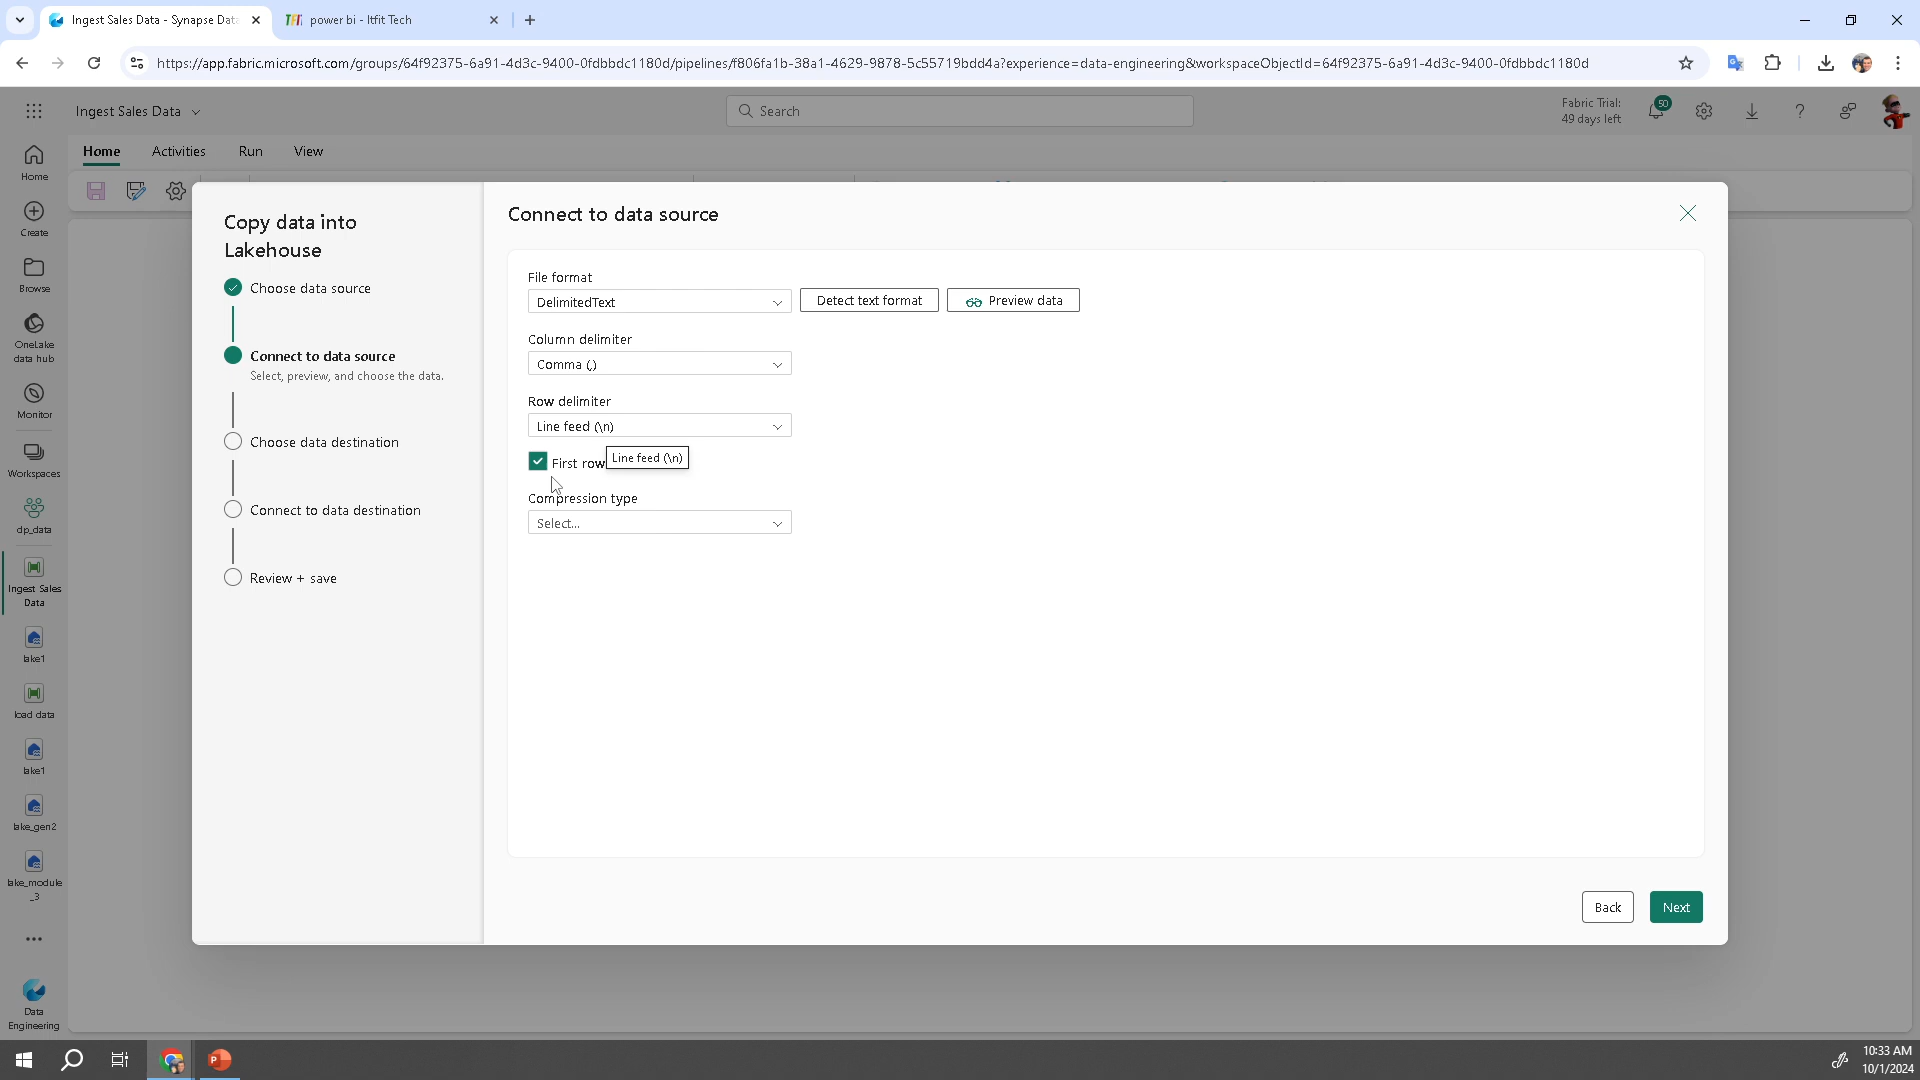 Ingest Sales Data - Synapse Data
power bi - Itfit Tech
https://app.fabric.microsoft.com/groups/64f92375-6a91-4d3c-9400-0fdbbdc1180d/pipelines/f806fa1b-38a1-4629-9878-5c55719bdd4a?experience=data-engineering&workspaceObjectId=64f92375-6a91-4d3c-9400-0fdbbdc1180d
Ingest Sales Data
Search
Fabric Trial:
49 days left
50
Home
Activities
Run
View
Home
Create
Browse
OneLake
data hub
Monitor
Workspaces
dp_data
Ingest Sales
Data
lake1
load data
lake1
lake_gen2
lake_module
_3
Data
Engineering
Copy data into
Lakehouse
Choose data source
Connect to data source
Select, preview, and choose the data.
Choose data destination
Connect to data destination
Review + save
Connect to data source
File format
DelimitedText
Detect text format
Preview data
Column delimiter
Comma (,)
Row delimiter
Line feed (\n)
First row
Line feed (\n)
Compression type
Select...
Back
Next
10:33 AM
10/1/2024